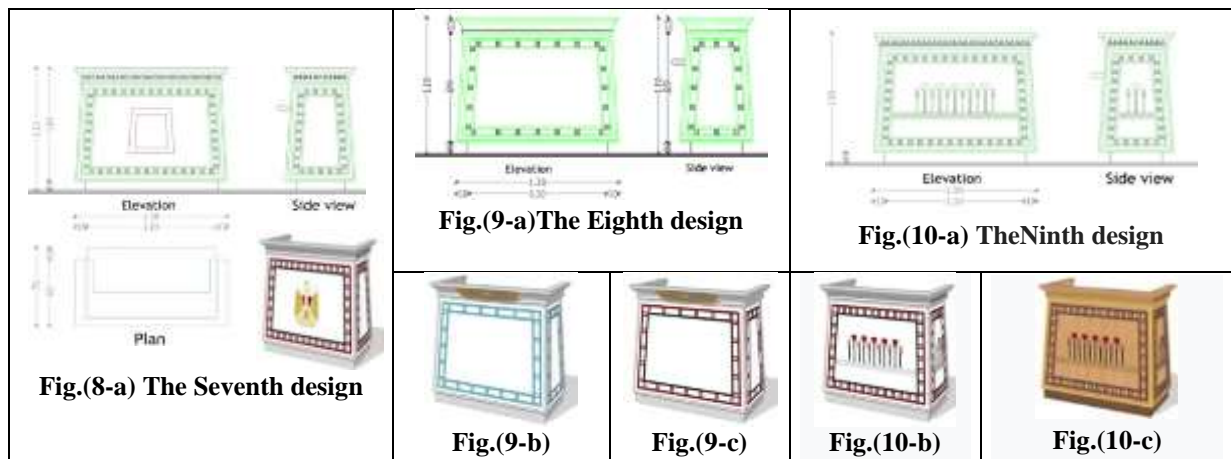 Elevation
Side view
Plan
Fig.(8-a) The Seventh design
Elevation
Side view
Fig.(9-a)The Eighth design
Elevation
Side view
Fig.(10-a) TheNinth design
Fig.(9-b)
Fig.(9-c)
Fig.(10-b)
Fig.(10-c)